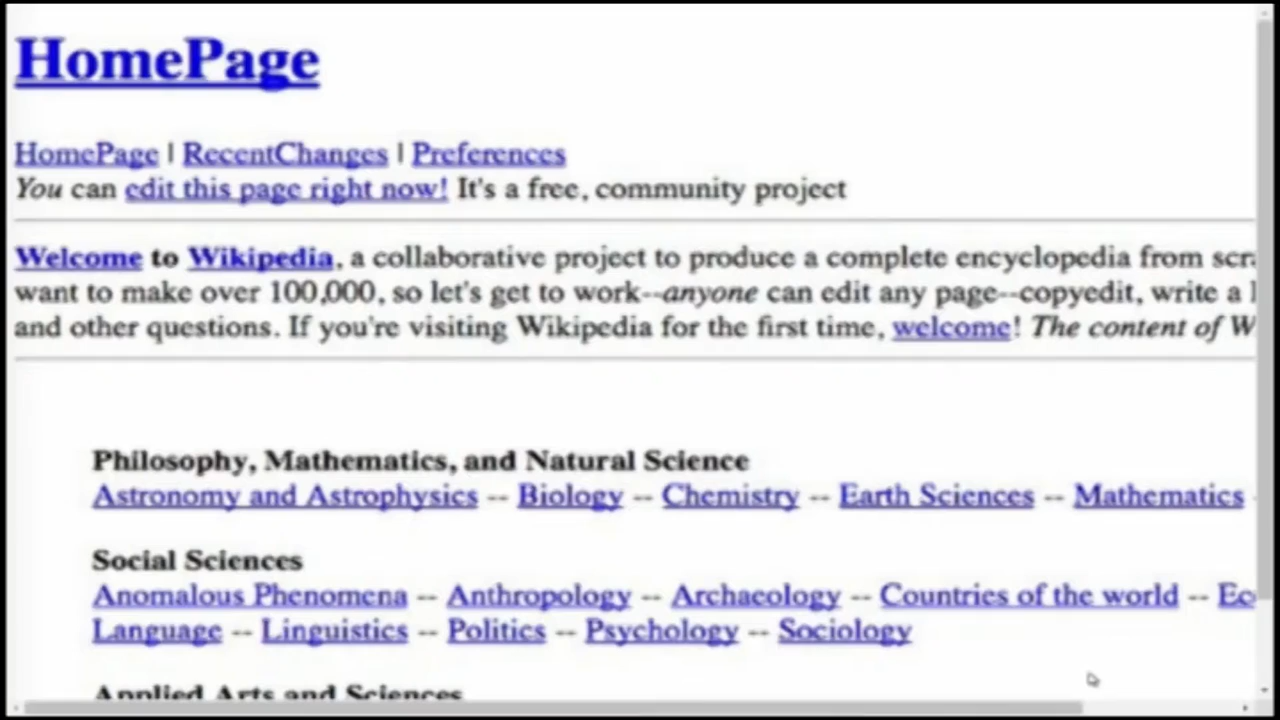 HomePage
HomePage | RecentChanges | Preferences
You can edit this page right now! It's a free, community project
Welcome to Wikipedia, a collaborative project to produce a complete encyclopedia from
want to make over 100,000, so let's get to work--anyone can edit any page--copyedit, write a
and other questions. If you're visiting Wikipedia for the first time, welcome! The content of
Philosophy, Mathematics, and Natural Science
Astronomy and Astrophysics -- Biology -- Chemistry -- Earth Sciences -- Mathematics
Social Sciences
Anomalous Phenomena -- Anthropology -- Archaeology -- Countries of the world --
Language -- Linguistics -- Politics -- Psychology -- Sociology
Applied Arts and Sciences